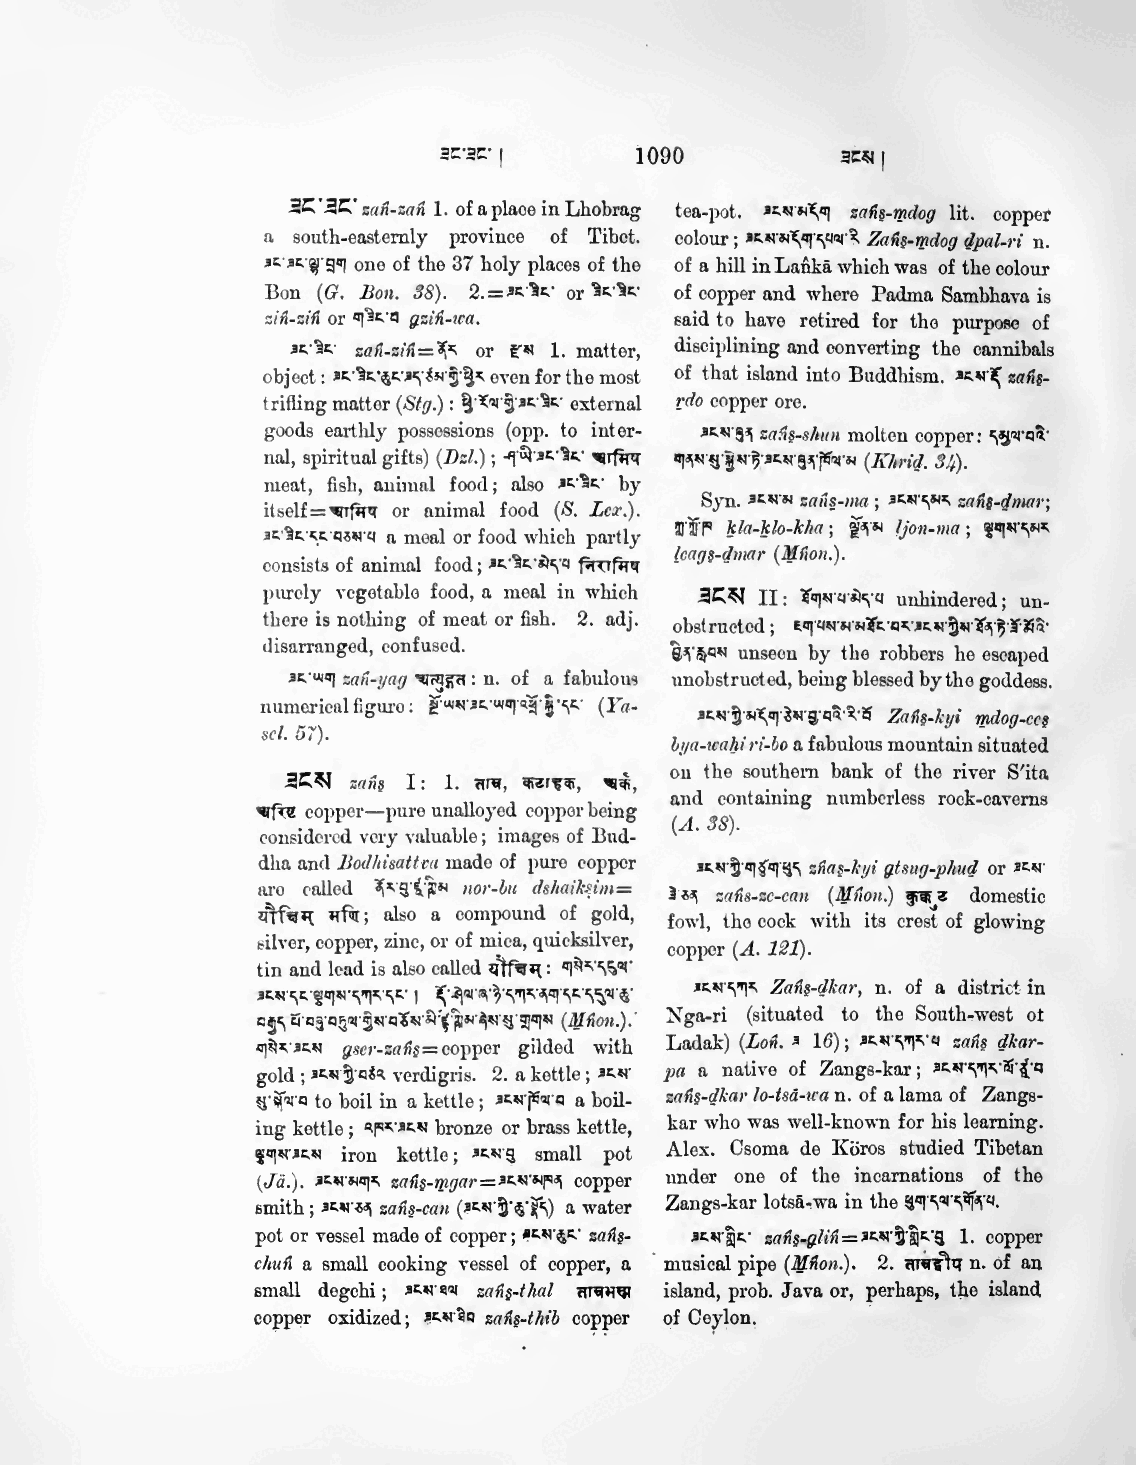 ཟང་ཟང་ | 1090 ཟངས |
ཟང་ཟང་ zaṅ-zaṅ 1. of a place in Lhobrag
a south-easternly province of Tibet.
ཟང་ཟང་ལྷ་བྲག one of the 37 holy places of the
Bon (G. Bon. 38). 2.=ཟང་ཟིང་ or ཟིང་ཟིང་
ziṅ-ziṅ or གཟིང་བ gziṅ-wa.
ཟང་ཟིང་ zaṅ-ziṅ=ནོར or རྫས 1. matter,
object: ཟང་ཟིང་ཆུང་ཟད་ཙམ་གྱི་ཕྱིར even for the most
trifling matter (Stg.): ཕྱི་རོལ་གྱི་ཟང་ཟིང་ external
goods earthly possessions (opp. to inter-
nal, spiritual gifts) (Dzl.); ཤ་ཡི་ཟང་ཟིང་ आमिष
meat, fish, animal food; also ཟང་ཟིང་ by
itself=आमिष or animal food (S. Lex.).
ཟང་ཟིང་དང་བཅས་པ a meal or food which partly
consists of animal food; ཟང་ཟིང་མེད་པ निरामिष
purely vegetable food, a meal in which
there is nothing of meat or fish. 2. adj.
disarranged, confused.
ཟང་ཡག zaṅ-yag अत्युद्गत: n. of a fabulous
numerical figure: ཡས་ཟང་ཡག་ དང་ (Ya-
sel. 57).
ཟངས zaṅs I: 1. ताम्र, कटाहक, अर्क,
अरिष्ट copper—pure unalloyed copper being
considered very valuable; images of Bud-
dha and Bodhisattva made of pure copper
are called ནོར་བུ་ nor-bu dshaikṣim=
मणि; also a compound of gold,
silver, copper, zinc, or of mica, quicksilver,
tin and lead is also called : གསེར་དངུལ་
ཟངས་དང་ལྕགས་དཀར་དང་ | དཀར་ནག་དང་དངུལ་ཆུ་
(Mṅon.).
གསེར་ཟངས gser-zaṅs=copper gilded with
gold; ཟངས་ཀྱི་བཙའ verdigris. 2. a kettle; ཟངས་
སུ་སྐོལ་བ to boil in a kettle; ཟངས་ཁོལ་བ a boil-
ing kettle; འཁར་ཟངས bronze or brass kettle,
ལྕགས་ཟངས iron kettle; ཟངས་བུ small pot
(Jä.). ཟངས་མགར zaṅs-mgar=ཟངས་མཁན copper
smith; ཟངས་ཅན zaṅs-can (ཟངས་ཀྱི་ཆུ་སྣོད) a water
pot or vessel made of copper; ཟངས་ཆུང་ zaṅs-
chuṅ a small cooking vessel of copper, a
small degchi; ཟངས་ཐལ zaṅs-thal ताम्रभस्म
copper oxidized; ཟངས་ཐིབ zaṅs-thib copper
tea-pot. ཟངས་མདོག zaṅs-mdog lit. copper
colour; ཟངས་མདོག་དཔལ་རི Zaṅs-mdog dpal-ri n.
of a hill in Laṅkā which was of the colour
of copper and where Padma Sambhava is
said to have retired for the purpose of
disciplining and converting the cannibals
of that island into Buddhism. ཟངས་རྡོ zaṅs-
rdo copper ore.
ཟངས་ཞུན zaṅs-shun molten copper: དམྱལ་བའི་
གནས་སུ་སྐྱེས་ཏེ་ཟངས་ཞུན་ཁོལ་མ (Khrid. 34).
Syn. ཟངས་མ zaṅs-ma; ཟངས་དམར zaṅs-dmar;
ཀླ་ཀློ་ཁ kla-klo-kha; ལྗོན་མ ljon-ma; ལྕགས་དམར
lcags-dmar (Mṅon.).
ཟངས II: ཐོགས་པ་མེད་པ unhindered; un-
obstructed; ཇག་པས་མ་མཐོང་བར་ཟངས་ཀྱིས་ཐོན་ཏེ་ཇོ་མོའི་
བྱིན་རླབས unseen by the robbers he escaped
unobstructed, being blessed by the goddess.
ཟངས་ཀྱི་མདོག་ཅེས་བྱ་བའི་རི་བོ Zaṅs-kyi mdog-ces
bya-waḥi ri-bo a fabulous mountain situated
on the southern bank of the river S'ita
and containing numberless rock-caverns
(A. 38).
ཟངས་ཀྱི་གཙུག་ཕུད zṅas-kyi gtsug-phud or ཟངས་
ཟེ་ཅན zaṅs-ze-can (Mṅon.) कुक्कुट domestic
fowl, the cock with its crest of glowing
copper (A. 121).
ཟངས་དཀར Zaṅs-dkar, n. of a district in
Nga-ri (situated to the South-west of
Ladak) (Loṅ. ཟ 16); ཟངས་དཀར་པ zaṅs dkar-
pa a native of Zangs-kar; ཟངས་དཀར་ལོ་ཙཱ་བ
zaṅs-dkar lo-tsā-wa n. of a lama of Zangs-
kar who was well-known for his learning.
Alex. Csoma de Köros studied Tibetan
under one of the incarnations of the
Zangs-kar lotsā-wa in the ཕུག་དལ་དགོན་པ.
ཟངས་གླིང་ zaṅs-gliṅ=ཟངས་ཀྱི་གླིང་བུ 1. copper
musical pipe (Mṅon.). 2. ताम्रद्वीप n. of an
island, prob. Java or, perhaps, the island
of Ceylon.